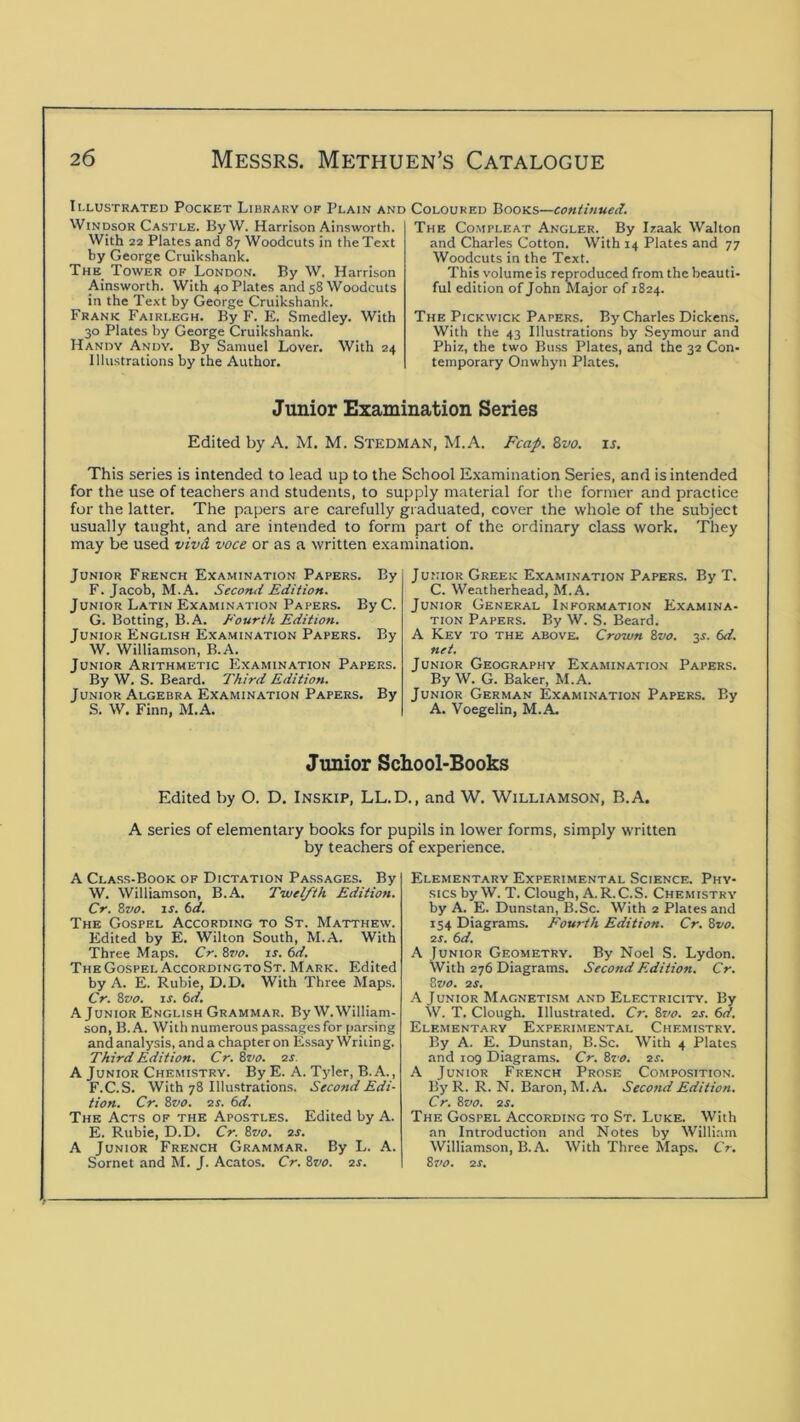 26 MESSRS. METHUEN'S CATALOGUE
ILLUSTRATED POCKET LIBRARY OF PLAIN AND COLOURED BOOKS—continued.
WINDSOR CASTLE. By W. Harrison Ainsworth.
With 22 Plates and 87 Woodcuts in the Text
by George Cruikshank.
THE TOWER OF LONDON. By W. Harrison
Ainsworth. With 40 Plates and 58 Woodcuts
in the Text by George Cruikshank.
FRANK FAIRLEGH. By F. E. Smedley. With
30 Plates by George Cruikshank.
HANDY ANDY. By Samuel Lover. With 24
Illustrations by the Author.
THE COMPLEAT ANGLER. By Izaak Walton
and Charles Cotton. With 14 Plates and 77
Woodcuts in the Text.
This volume is reproduced from the beauti-
ful edition of John Major of 1824.
THE PICKWICK PAPERS. By Charles Dickens.
With the 43 Illustrations by Seymour and
Phiz, the two Buss Plates, and the 32 Con-
temporary Onwhyn Plates.
Junior Examination Series
Edited by A. M. M. STEDMAN, M.A. Fcap. 8vo. 1s.
This series is intended to lead up to the School Examination Series, and is intended
for the use of teachers and students, to supply material for the former and practice
for the latter. The papers are carefully graduated, cover the whole of the subject
usually taught, and are intended to form part of the ordinary class work. They
may be used vivâ voce or as a written examination.
JUNIOR FRENCH EXAMINATION PAPERS. By
F. Jacob, M.A. Second Edition.
JUNIOR LATIN EXAMINATION PAPERS. By C.
G. Botting, B.A. Fourth Edition.
JUNIOR ENGLISH EXAMINATION PAPERS. By
W. Williamson, B.A.
JUNIOR ARITHMETIC EXAMINATION PAPERS.
By W. S. Beard. Third Edition.
JUNIOR ALGEBRA EXAMINATION PAPERS. By
S. W. Finn, M.A.
JUNIOR GREEK EXAMINATION PAPERS. By T.
C. Weatherhead, M.A.
JUNIOR GENERAL INFORMATION EXAMINA-
TION PAPERS. By W. S. Beard.
A KEY TO THE ABOVE. Crown 8vo. 3s. 6d.
net.
JUNIOR GEOGRAPHY EXAMINATION PAPERS.
By W. G. Baker, M.A.
JUNIOR GERMAN EXAMINATION PAPERS. By
A. Voegelin, M.A.
Junior School-Books
Edited by O. D. INSKIP, LL.D., and W. WILLIAMSON, B.A.
A series of elementary books for pupils in lower forms, simply written
by teachers of experience.
A CLASS-BOOK OF DICTATION PASSAGES. By
W. Williamson, B.A. Twelfth Edition.
Cr. 8vo. 1s. 6d.
THE GOSPEL ACCORDING TO ST. MATTHEW.
Edited by E. Wilton South, M.A. With
Three Maps. Cr. 8vo. 1s. 6d.
THE GOSPEL ACCORDING TO ST. MARK. Edited
by A. E. Rubie, D.D. With Three Maps.
Cr. 8vo. 1s. 6d.
A JUNIOR ENGLISH GRAMMAR. By W. William-
son, B.A. With numerous passages for parsing
and analysis, and a chapter on Essay Writing.
Third Edition. Cr. 8vo. 2s.
A JUNIOR CHEMISTRY. By E. A. Tyler, B.A.,
F.C.S. With 78 Illustrations. Second Edi-
tion. Cr. 8vo. 2s. 6d.
THE ACTS OF THE APOSTLES. Edited by A.
E. Rubie, D.D. Cr. 8vo. 2s.
A JUNIOR FRENCH GRAMMAR. By L. A.
Sornet and M. J. Acatos. Cr. 8vo. 2s.
ELEMENTARY EXPERIMENTAL SCIENCE. PHY-
SICS by W. T. Clough, A.R.C.S. CHEMISTRY
by A. E. Dunstan, B.Sc. With 2 Plates and
154 Diagrams. Fourth Edition. Cr. 8vo.
2s. 6d.
A JUNIOR GEOMETRY. By Noel S. Lydon.
With 276 Diagrams. Second Edition. Cr.
8vo. 2s.
A JUNIOR MAGNETISM AND ELECTRICITY. By
W. T. Clough. Illustrated. Cr. 8vo. 2s. 6d.
ELEMENTARY EXPERIMENTAL CHEMISTRY.
By A. E. Dunstan, B.Sc. With 4 Plates
and 109 Diagrams. Cr. 8vo. 2s.
A JUNIOR FRENCH PROSE COMPOSITION.
By R. R. N. Baron, M.A. Second Edition.
Cr. 8vo. 2s.
THE GOSPEL ACCORDING TO ST. LUKE. With
an Introduction and Notes by William
Williamson, B.A. With Three Maps. Cr.
8vo. 2s.